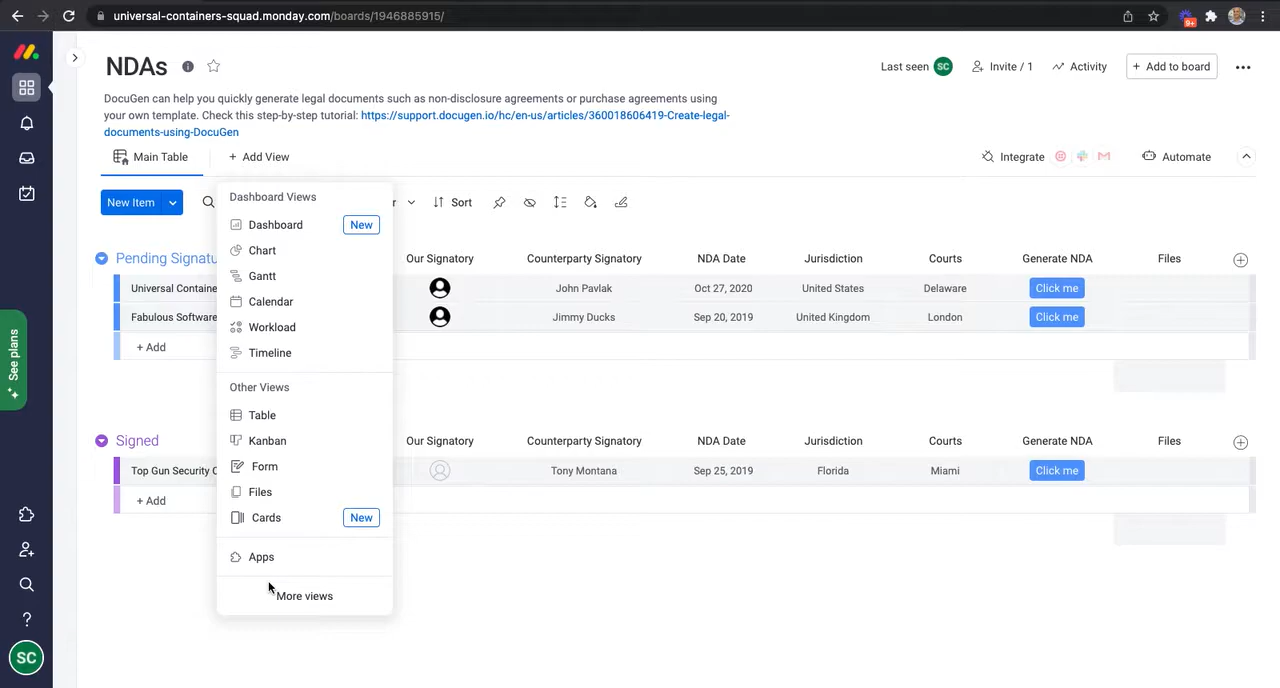 universal-containers-squad.monday.com/boards/1946885915/
9+
NDAs
Last seen SC Invite / 1 Activity + Add to board
DocuGen can help you quickly generate legal documents such as non-disclosure agreements or purchase agreements using
your own template. Check this step-by-step tutorial: https://support.docugen.io/hc/en-us/articles/360018606419-Create-legal-
documents-using-DocuGen
Main Table + Add View Integrate Automate
New Item r Sort
Dashboard Views
Dashboard New
Chart
Gantt
Calendar
Workload
Timeline
Other Views
Table
Kanban
Form
Files
Cards New
Apps
More views
Pending Signatu Our Signatory Counterparty Signatory NDA Date Jurisdiction Courts Generate NDA Files
Universal Containe John Pavlak Oct 27, 2020 United States Delaware Click me
Fabulous Software Jimmy Ducks Sep 20, 2019 United Kingdom London Click me
+ Add
Signed Our Signatory Counterparty Signatory NDA Date Jurisdiction Courts Generate NDA Files
Top Gun Security C Tony Montana Sep 25, 2019 Florida Miami Click me
+ Add
See plans
?
SC